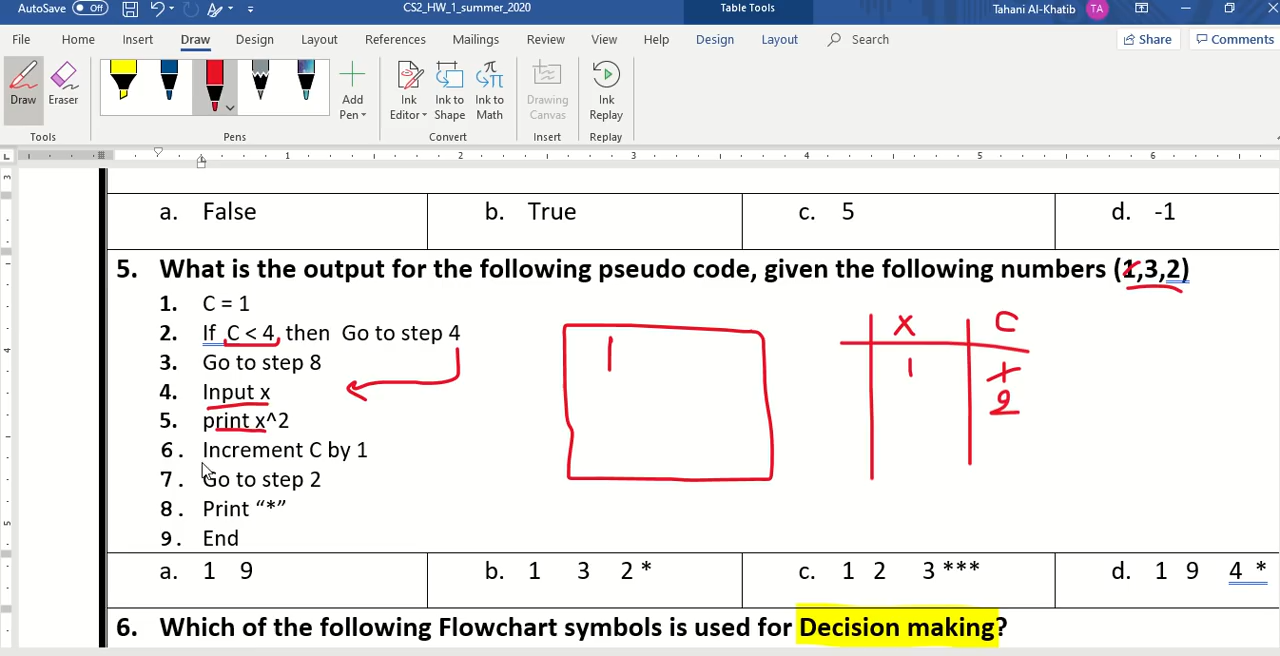 AutoSave Off CS2_HW_1_summer_2020 Table Tools Tahani Al-Khatib TA
File Home Insert Draw Design Layout References Mailings Review View Help Design Layout Search Share Comments
Draw Eraser Add Pen Ink Editor Ink to Shape Ink to Math Drawing Canvas Ink Replay
Tools Pens Convert Insert Replay
1 2 3 4 5 6
a. False b. True c. 5 d. -1
5. What is the output for the following pseudo code, given the following numbers (1,3,2)
1. C = 1
2. If C < 4, then Go to step 4
3. Go to step 8
4. Input x
5. print x^2
6. Increment C by 1
7. Go to step 2
8. Print “*”
9. End
1
X C
1 1
2
a. 1 9 b. 1 3 2 * c. 1 2 3 *** d. 1 9 4 *
6. Which of the following Flowchart symbols is used for Decision making?